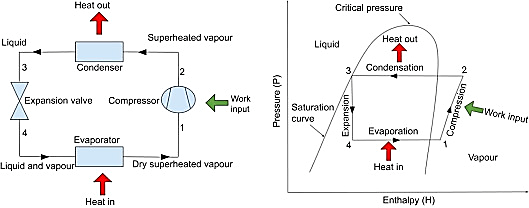 Heat out
Liquid
Superheated vapour
3
Condenser
2
Expansion valve
Compressor
Work
input
4
Evaporator
1
Liquid and vapour
Dry superheated vapour
Heat in
Critical pressure
Liquid
Heat out
3
Condensation
2
Pressure (P)
Saturation
curve
Expansion
Compression
Work input
4
Evaporation
1
Heat in
Vapour
Enthalpy (H)